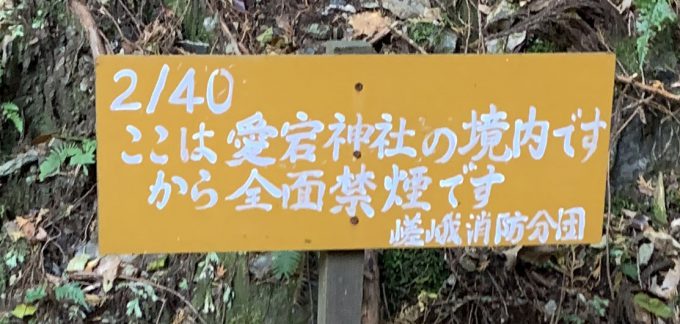 2/40
ここは愛宕神社の境内です
から全面禁煙です
嵯峨消防分団